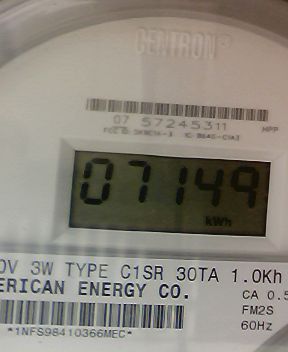 CENTRON®
07 57245311
HPP
07149
kWh
0V 3W TYPE C1SR 30TA 1.0Kh
ERICAN ENERGY CO.
CA 0.5
FM2S
60Hz
*1NFS98410366MEC*